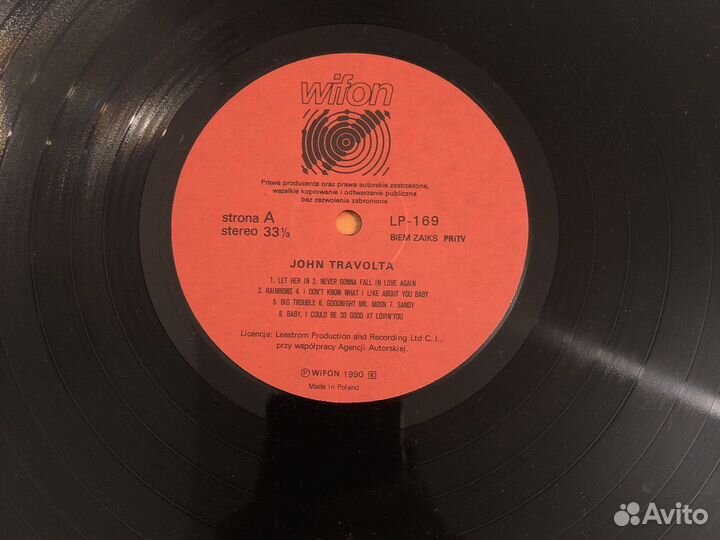 wifon
Prawa producenta oraz prawa autorskie zastrzeżone,
wszelkie kopiowanie i odtwarzanie publiczne
bez zezwolenia zabronione
strona A LP-169
stereo 33⅓ BIEM ZAIKS PRiTV
JOHN TRAVOLTA
1. LET HER IN 2. NEVER GONNA FALL IN LOVE AGAIN
3. RAINBOWS 4. I DON'T KNOW WHAT I LIKE ABOUT YOU BABY
5. BIG TROUBLE 6. GOODNIGHT MR. MOON 7. SANDY
8. BABY, I COULD BE SO GOOD AT LOVIN'YOU
Licencja: Leastrom Production and Recording Ltd C. I.,
przy współpracy Agencji Autorskiej.
Ⓟ WIFON 1990 K
Made in Poland
Avito